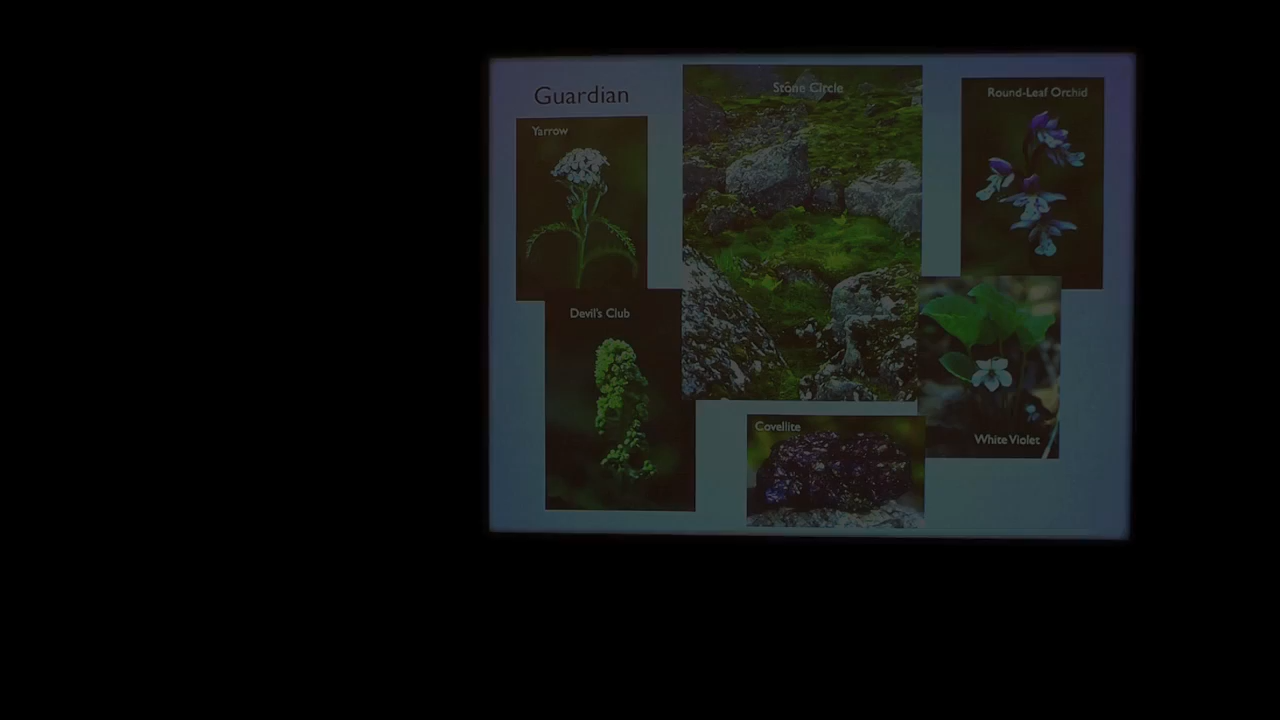 Guardian
Yarrow
Stone Circle
Round-Leaf Orchid
Devil's Club
Covellite
White Violet